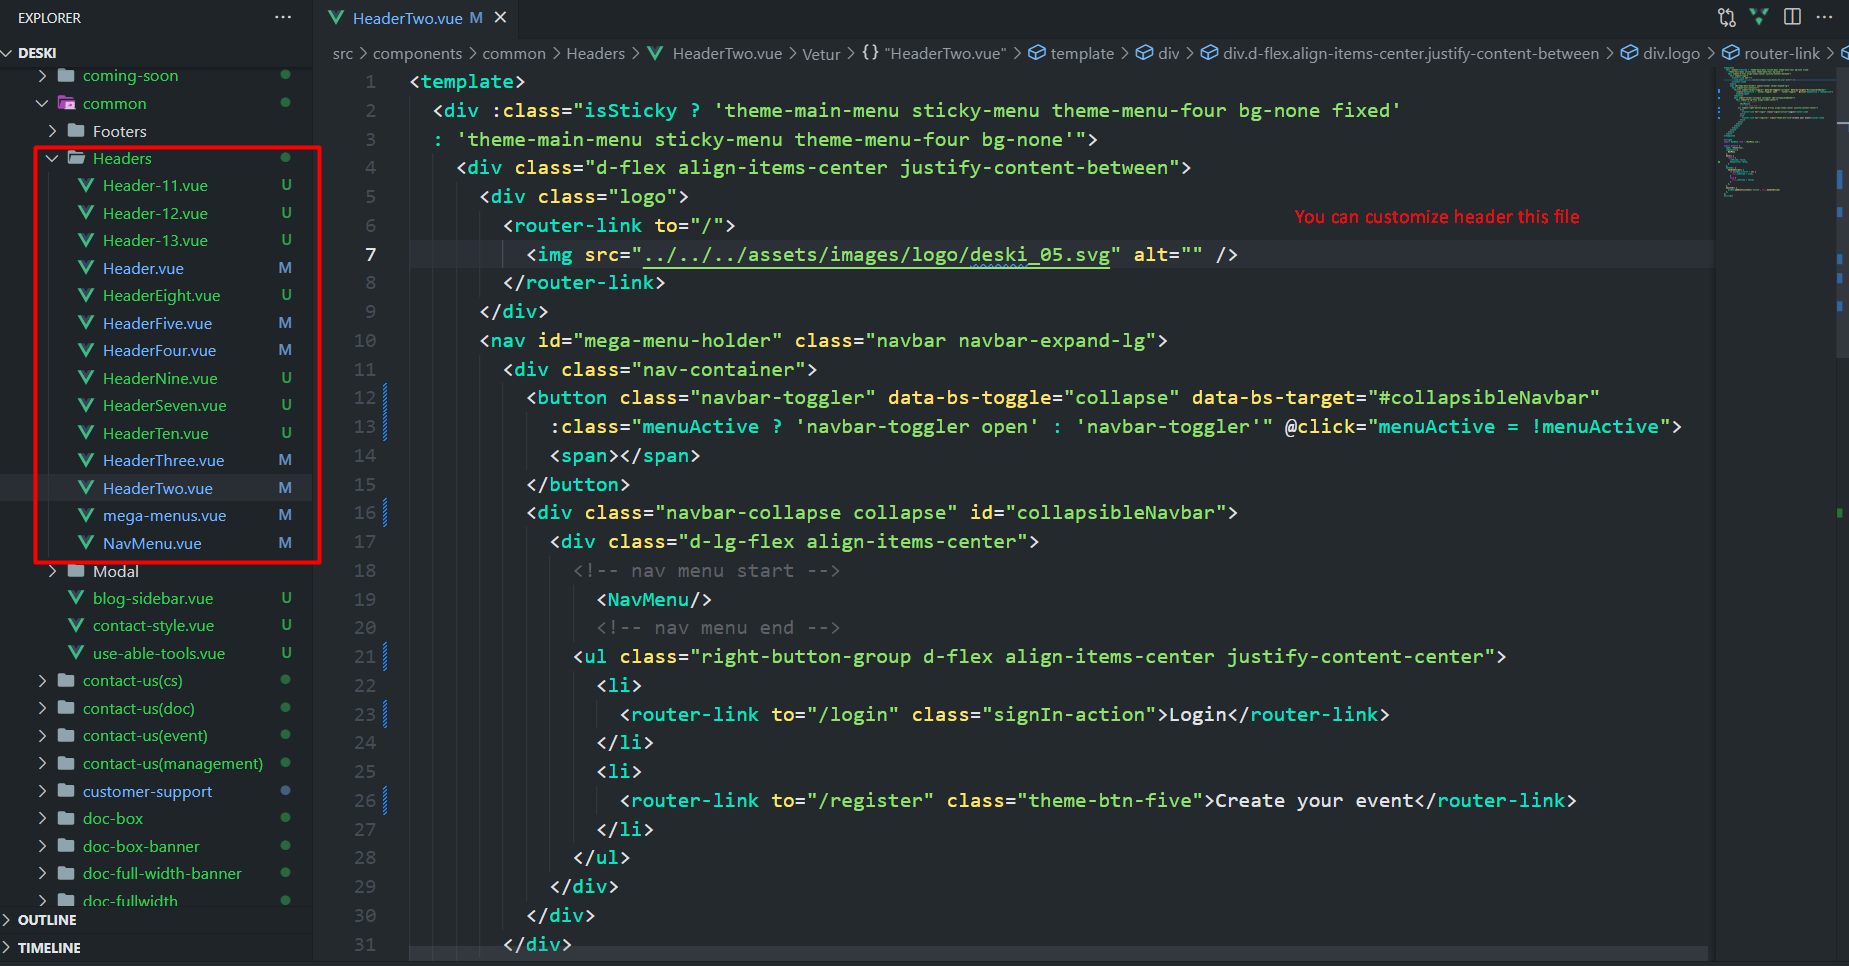 EXPLORER
DESKI
coming-soon
common
Footers
Headers
Header-11.vue U
Header-12.vue U
Header-13.vue U
Header.vue M
HeaderEight.vue U
HeaderFive.vue M
HeaderFour.vue M
HeaderNine.vue U
HeaderSeven.vue U
HeaderTen.vue U
HeaderThree.vue M
HeaderTwo.vue M
mega-menus.vue M
NavMenu.vue M
Modal
blog-sidebar.vue U
contact-style.vue U
use-able-tools.vue U
contact-us(cs)
contact-us(doc)
contact-us(event)
contact-us(management)
customer-support
doc-box
doc-box-banner
doc-full-width-banner
doc-fullwidth
OUTLINE
TIMELINE
HeaderTwo.vue M
src > components > common > Headers > HeaderTwo.vue > Vetur > {} "HeaderTwo.vue" > template > div > div.d-flex.align-items-center.justify-content-between > div.logo > router-link >
1 <template>
2 <div :class="isSticky ? 'theme-main-menu sticky-menu theme-menu-four bg-none fixed'
3 : 'theme-main-menu sticky-menu theme-menu-four bg-none'">
4 <div class="d-flex align-items-center justify-content-between">
5 <div class="logo">
6 <router-link to="/">
You can customize header this file
7 <img src="../../../assets/images/logo/deski_05.svg" alt="" />
8 </router-link>
9 </div>
10 <nav id="mega-menu-holder" class="navbar navbar-expand-lg">
11 <div class="nav-container">
12 <button class="navbar-toggler" data-bs-toggle="collapse" data-bs-target="#collapsibleNavbar"
13 :class="menuActive ? 'navbar-toggler open' : 'navbar-toggler'" @click="menuActive = !menuActive">
14 <span></span>
15 </button>
16 <div class="navbar-collapse collapse" id="collapsibleNavbar">
17 <div class="d-lg-flex align-items-center">
18 <!-- nav menu start -->
19 <NavMenu/>
20 <!-- nav menu end -->
21 <ul class="right-button-group d-flex align-items-center justify-content-center">
22 <li>
23 <router-link to="/login" class="signIn-action">Login</router-link>
24 </li>
25 <li>
26 <router-link to="/register" class="theme-btn-five">Create your event</router-link>
27 </li>
28 </ul>
29 </div>
30 </div>
31 </div>